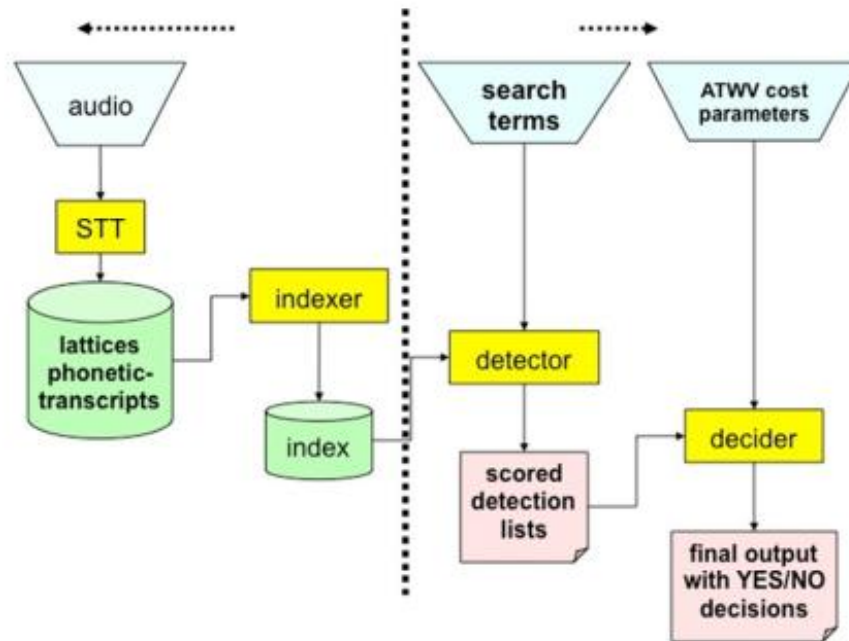 audio
STT
lattices
phonetic-
transcripts
indexer
index
search
terms
detector
scored
detection
lists
ATWV cost
parameters
decider
final output
with YES/NO
decisions